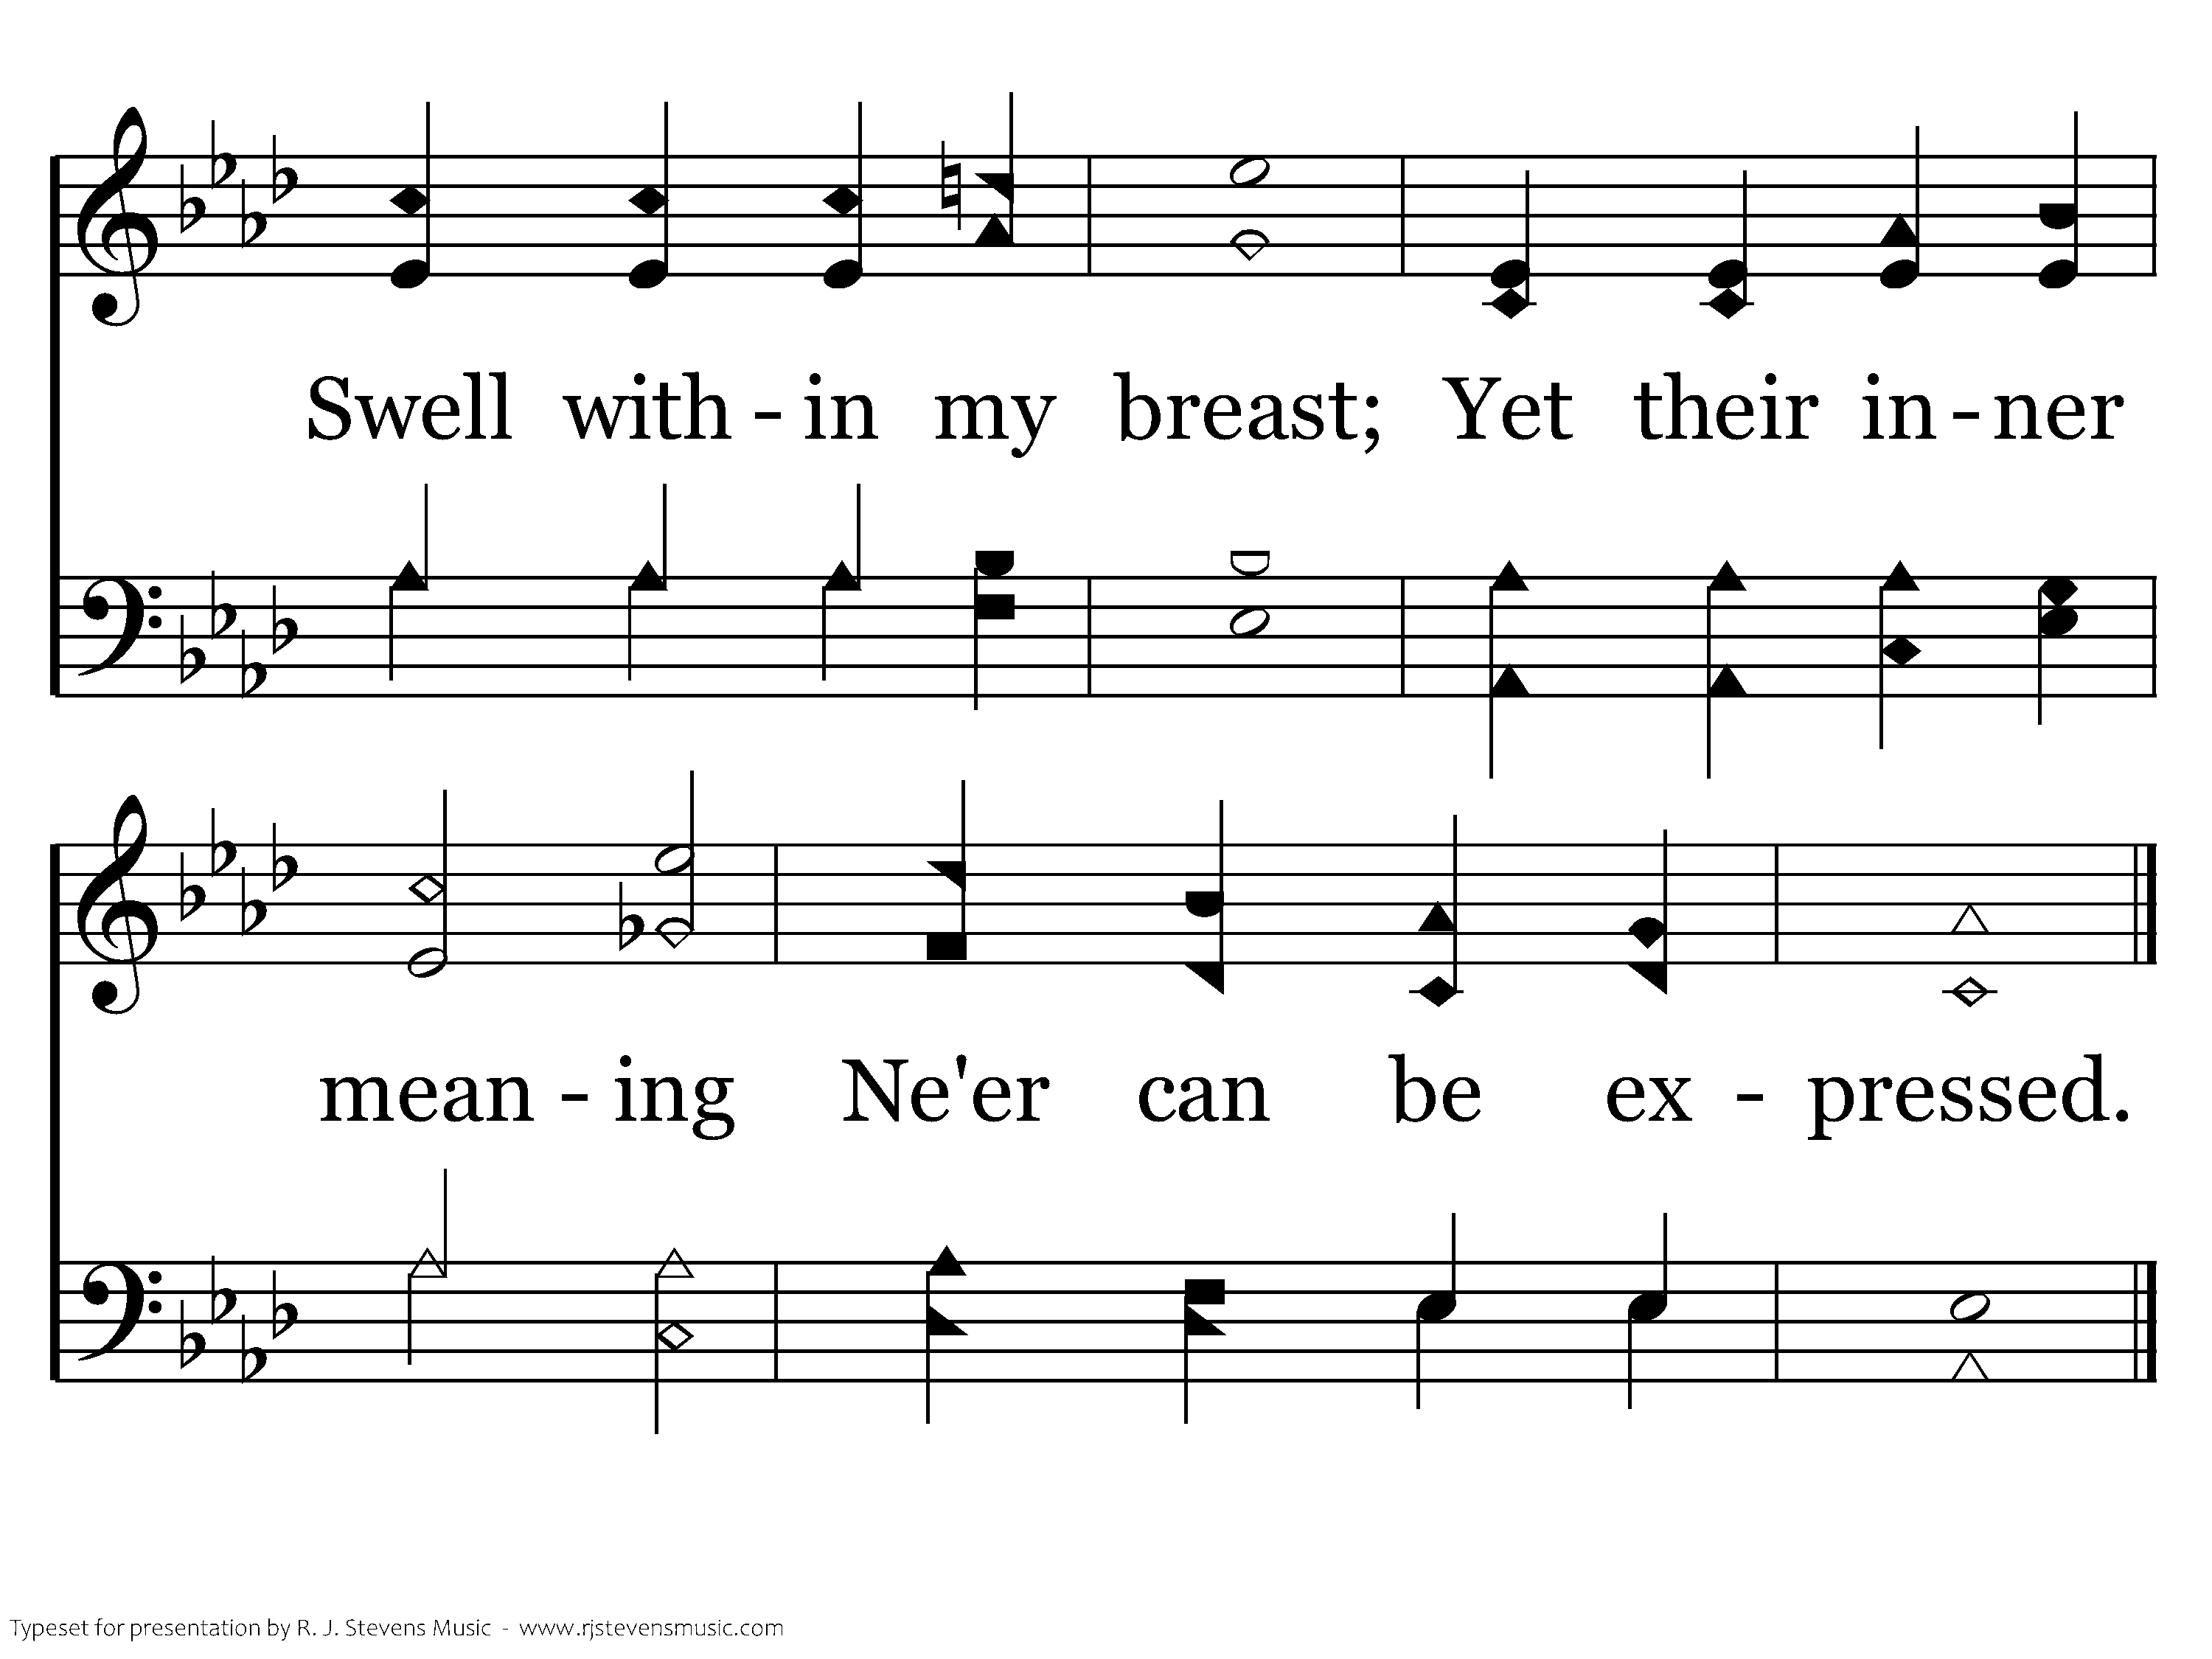 Swell with - in my breast; Yet their in - ner
mean - ing Ne'er can be ex - pressed.
Typeset for presentation by R. J. Stevens Music - www.rjstevensmusic.com